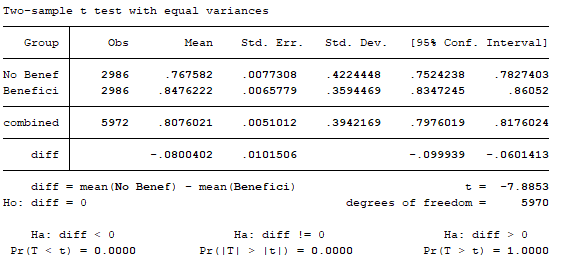 Two-sample t test with equal variances
Group Obs Mean Std. Err. Std. Dev. [95% Conf. Interval]
No Benef 2986 .767582 .0077308 .4224448 .7524238 .7827403
Benefici 2986 .8476222 .0065779 .3594469 .8347245 .86052
combined 5972 .8076021 .0051012 .3942169 .7976019 .8176024
diff -.0800402 .0101506 -.099939 -.0601413
diff = mean(No Benef) - mean(Benefici) t = -7.8853
Ho: diff = 0 degrees of freedom = 5970
Ha: diff < 0 Ha: diff != 0 Ha: diff > 0
Pr(T < t) = 0.0000 Pr(|T| > |t|) = 0.0000 Pr(T > t) = 1.0000